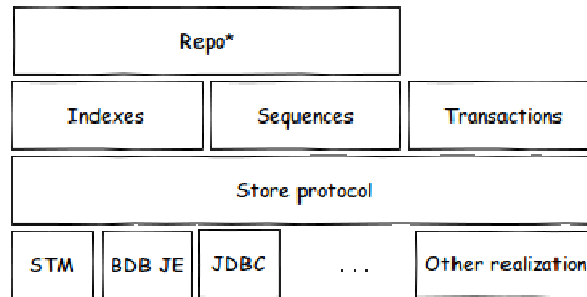 Repo*
Indexes Sequences Transactions
Store protocol
STM BDB JE JDBC ... Other realization